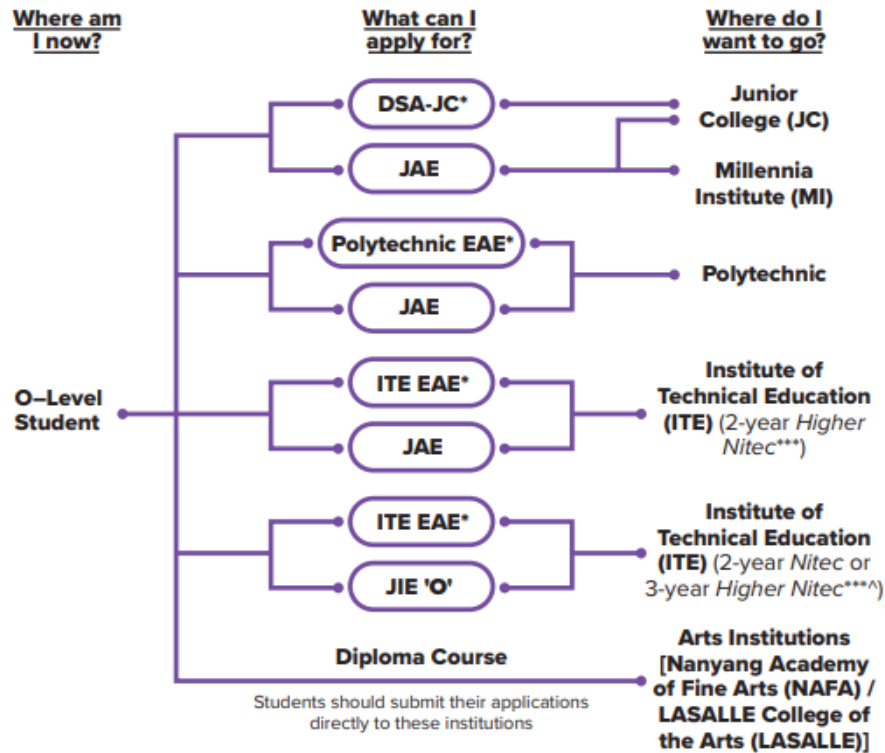 Where am
I now?
What can I
apply for?
Where do I
want to go?
DSA-JC*
JAE
Junior
College (JC)
Millennia
Institute (MI)
Polytechnic EAE*
JAE
Polytechnic
O–Level
Student
ITE EAE*
JAE
Institute of
Technical Education
(ITE) (2-year Higher
Nitec***)
ITE EAE*
JIE 'O'
Institute of
Technical Education
(ITE) (2-year Nitec or
3-year Higher Nitec***^)
Diploma Course
Students should submit their applications
directly to these institutions
Arts Institutions
[Nanyang Academy
of Fine Arts (NAFA) /
LASALLE College of
the Arts (LASALLE)]